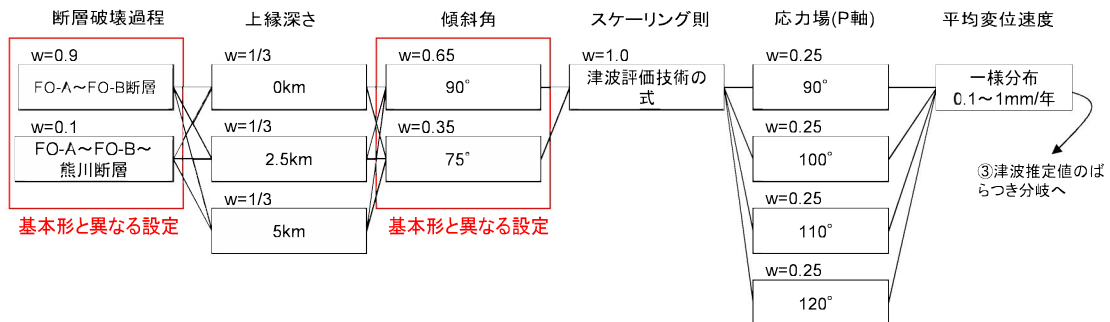 断層破壊過程
上縁深さ
傾斜角
スケーリング則
応力場(P軸)
平均変位速度
w=0.9
FO-A～FO-B断層
w=0.1
FO-A～FO-B～
熊川断層
基本形と異なる設定
w=1/3
0km
w=1/3
2.5km
w=1/3
5km
w=0.65
90°
w=0.35
75°
基本形と異なる設定
w=1.0
津波評価技術の
式
w=0.25
90°
w=0.25
100°
w=0.25
110°
w=0.25
120°
一様分布
0.1～1mm/年
③津波推定値のば
らつき分岐へ